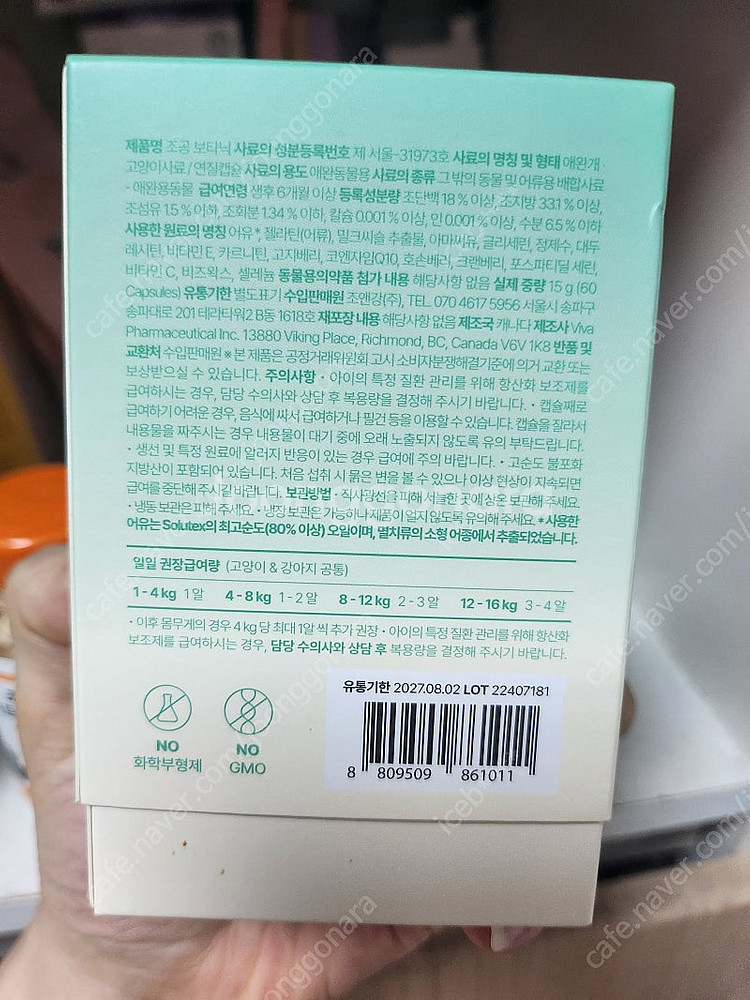 제품명 조공 보타닉 사료의 성분등록번호 제 서울-31973호 사료의 명칭 및 형태 애완개 ·
고양이사료 / 연질캡슐 사료의 용도 애완동물용 사료의 종류 그 밖의 동물 및 어류용 배합사료
- 애완용동물 급여연령 생후 6개월 이상 등록성분량 조단백 18 % 이상, 조지방 33.1 % 이상,
조섬유 1.5 % 이하, 조회분 1.34 % 이하, 칼슘 0.001 % 이상, 인 0.001 % 이상, 수분 6.5 % 이하
사용한 원료의 명칭 어유*, 젤라틴(어류), 밀크씨슬 추출물, 아마씨유, 글리세린, 정제수, 대두
레시틴, 비타민 E, 카르니틴, 고지베리, 코엔자임Q10, 호손베리, 크랜베리, 포스파티딜 세린,
비타민 C, 비즈왁스, 셀레늄 동물용의약품 첨가 내용 해당사항 없음 실제 중량 15 g (60
Capsules) 유통기한 별도표기 수입판매원 조앤강(주), TEL. 070 4617 5956 서울시 송파구
송파대로 201 테라타워2 B동 1618호 재포장 내용 해당사항 없음 제조국 캐나다 제조사 Viva
Pharmaceutical Inc. 13880 Viking Place, Richmond, BC, Canada V6V 1K8 반품 및
교환처 수입판매원 ※ 본 제품은 공정거래위원회 고시 소비자분쟁해결기준에 의거 교환 또는
보상받으실 수 있습니다. 주의사항 · 아이의 특정 질환 관리를 위해 항산화 보조제를
급여하시는 경우, 담당 수의사와 상담 후 복용량을 결정해 주시기 바랍니다. · 캡슐째로
급여하기 어려운 경우, 음식에 싸서 급여하거나 필건 등을 이용할 수 있습니다. 캡슐을 잘라서
내용물을 짜주시는 경우 내용물이 대기 중에 오래 노출되지 않도록 유의 부탁드립니다.
· 생선 및 특정 원료에 알러지 반응이 있는 경우 급여에 주의 바랍니다. · 고순도 불포화
지방산이 포함되어 있습니다. 처음 섭취 시 묽은 변을 볼 수 있으나 이상 현상이 지속되면
급여를 중단해 주시길 바랍니다. 보관방법 · 직사광선을 피해 서늘한 곳에 상온 보관해 주세요.
· 냉동 보관은 피해 주세요. · 냉장 보관은 가능하나 제품이 얼지 않도록 유의해 주세요. *사용한
어유는 Solutex의 최고순도(80% 이상) 오일이며, 멸치류의 소형 어종에서 추출되었습니다.
일일 권장급여량 (고양이 & 강아지 공통)
1 - 4 kg 1 알 4 - 8 kg 1 - 2 알 8 - 12 kg 2 - 3 알 12 - 16 kg 3 - 4 알
· 이후 몸무게의 경우 4 kg 당 최대 1알 씩 추가 권장 · 아이의 특정 질환 관리를 위해 항산화
보조제를 급여하시는 경우, 담당 수의사와 상담 후 복용량을 결정해 주시기 바랍니다.
NO
화학부형제
NO
GMO
유통기한 2027.08.02 LOT 22407181
8 809509 861011